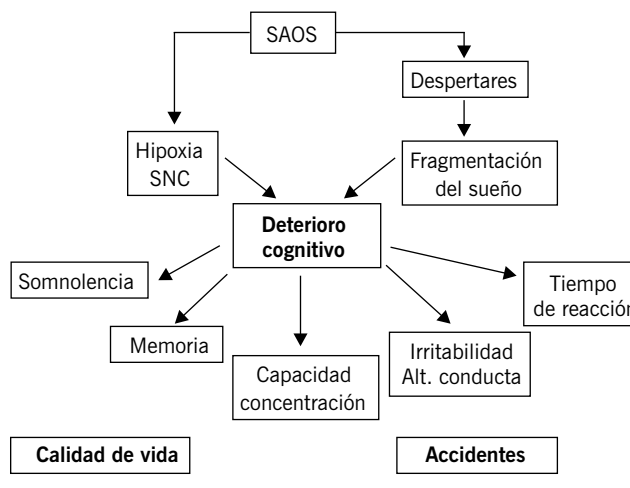 SAOS
Despertares
Hipoxia
SNC
Fragmentación
del sueño
Deterioro
cognitivo
Somnolencia
Tiempo
de reacción
Memoria
Irritabilidad
Alt. conducta
Capacidad
concentración
Calidad de vida
Accidentes